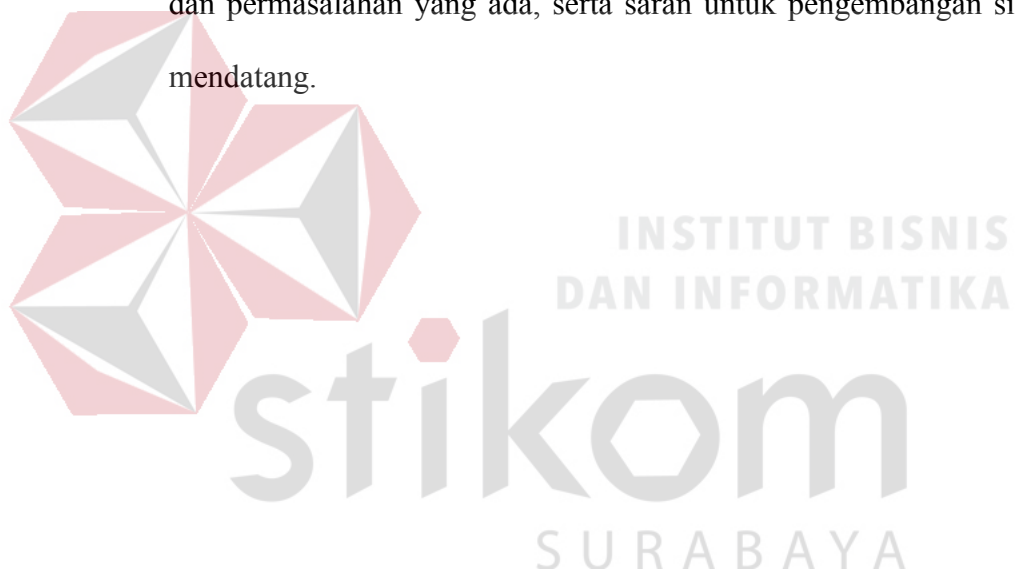 dan permasalahan yang ada, serta saran untuk pengembangan si
mendatang.
INSTITUT BISNIS
DAN INFORMATIKA
stikom
SURABAYA